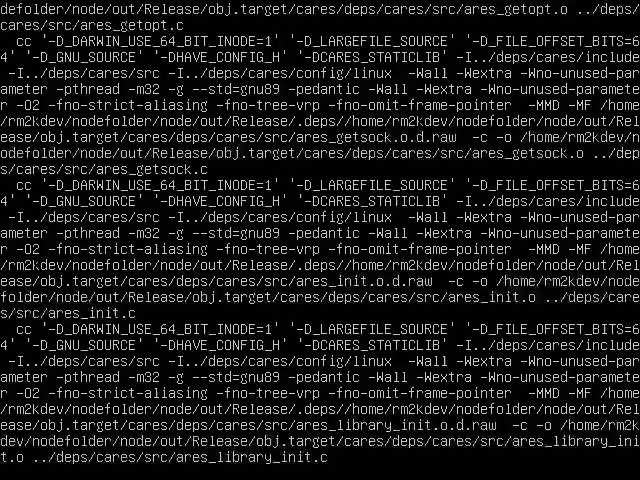 defolder/node/out/Release/obj.target/cares/deps/cares/src/ares_getopt.o ../deps/
cares/src/ares_getopt.c
  cc '-D_DARWIN_USE_64_BIT_INODE=1' '-D_LARGEFILE_SOURCE' '-D_FILE_OFFSET_BITS=6
4' '-D_GNU_SOURCE' '-DHAVE_CONFIG_H' '-DCARES_STATICLIB' -I../deps/cares/include
 -I../deps/cares/src -I../deps/cares/config/linux  -Wall -Wextra -Wno-unused-par
ameter -pthread -m32 -g --std=gnu89 -pedantic -Wall -Wextra -Wno-unused-paramete
r -O2 -fno-strict-aliasing -fno-tree-vrp -fno-omit-frame-pointer  -MMD -MF /home
/rm2kdev/nodefolder/node/out/Release/.deps//home/rm2kdev/nodefolder/node/out/Rel
ease/obj.target/cares/deps/cares/src/ares_getsock.o.d.raw  -c -o /home/rm2kdev/n
odefolder/node/out/Release/obj.target/cares/deps/cares/src/ares_getsock.o ../dep
s/cares/src/ares_getsock.c
  cc '-D_DARWIN_USE_64_BIT_INODE=1' '-D_LARGEFILE_SOURCE' '-D_FILE_OFFSET_BITS=6
4' '-D_GNU_SOURCE' '-DHAVE_CONFIG_H' '-DCARES_STATICLIB' -I../deps/cares/include
 -I../deps/cares/src -I../deps/cares/config/linux  -Wall -Wextra -Wno-unused-par
ameter -pthread -m32 -g --std=gnu89 -pedantic -Wall -Wextra -Wno-unused-paramete
r -O2 -fno-strict-aliasing -fno-tree-vrp -fno-omit-frame-pointer  -MMD -MF /home
/rm2kdev/nodefolder/node/out/Release/.deps//home/rm2kdev/nodefolder/node/out/Rel
ease/obj.target/cares/deps/cares/src/ares_init.o.d.raw  -c -o /home/rm2kdev/node
folder/node/out/Release/obj.target/cares/deps/cares/src/ares_init.o ../deps/care
s/src/ares_init.c
  cc '-D_DARWIN_USE_64_BIT_INODE=1' '-D_LARGEFILE_SOURCE' '-D_FILE_OFFSET_BITS=6
4' '-D_GNU_SOURCE' '-DHAVE_CONFIG_H' '-DCARES_STATICLIB' -I../deps/cares/include
 -I../deps/cares/src -I../deps/cares/config/linux  -Wall -Wextra -Wno-unused-par
ameter -pthread -m32 -g --std=gnu89 -pedantic -Wall -Wextra -Wno-unused-paramete
r -O2 -fno-strict-aliasing -fno-tree-vrp -fno-omit-frame-pointer  -MMD -MF /home
/rm2kdev/nodefolder/node/out/Release/.deps//home/rm2kdev/nodefolder/node/out/Rel
ease/obj.target/cares/deps/cares/src/ares_library_init.o.d.raw  -c -o /home/rm2k
dev/nodefolder/node/out/Release/obj.target/cares/deps/cares/src/ares_library_ini
t.o ../deps/cares/src/ares_library_init.c